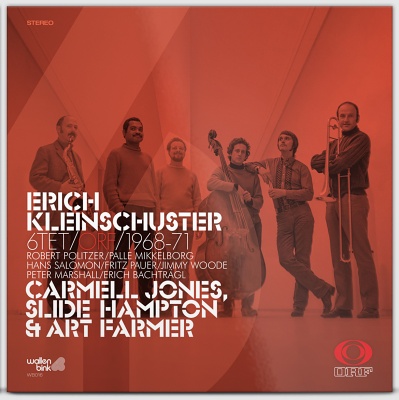 STEREO
ERICH
KLEINSCHUSTER
6TET/ORF/1968-71
ROBERT POLITZER/PALLE MIKKELBORG
HANS SALOMON/FRITZ PAUER/JIMMY WOODE
PETER MARSHALL/ERICH BACHTRÄGL
CARMELL JONES,
SLIDE HAMPTON
& ART FARMER
wallen
bink
ORF